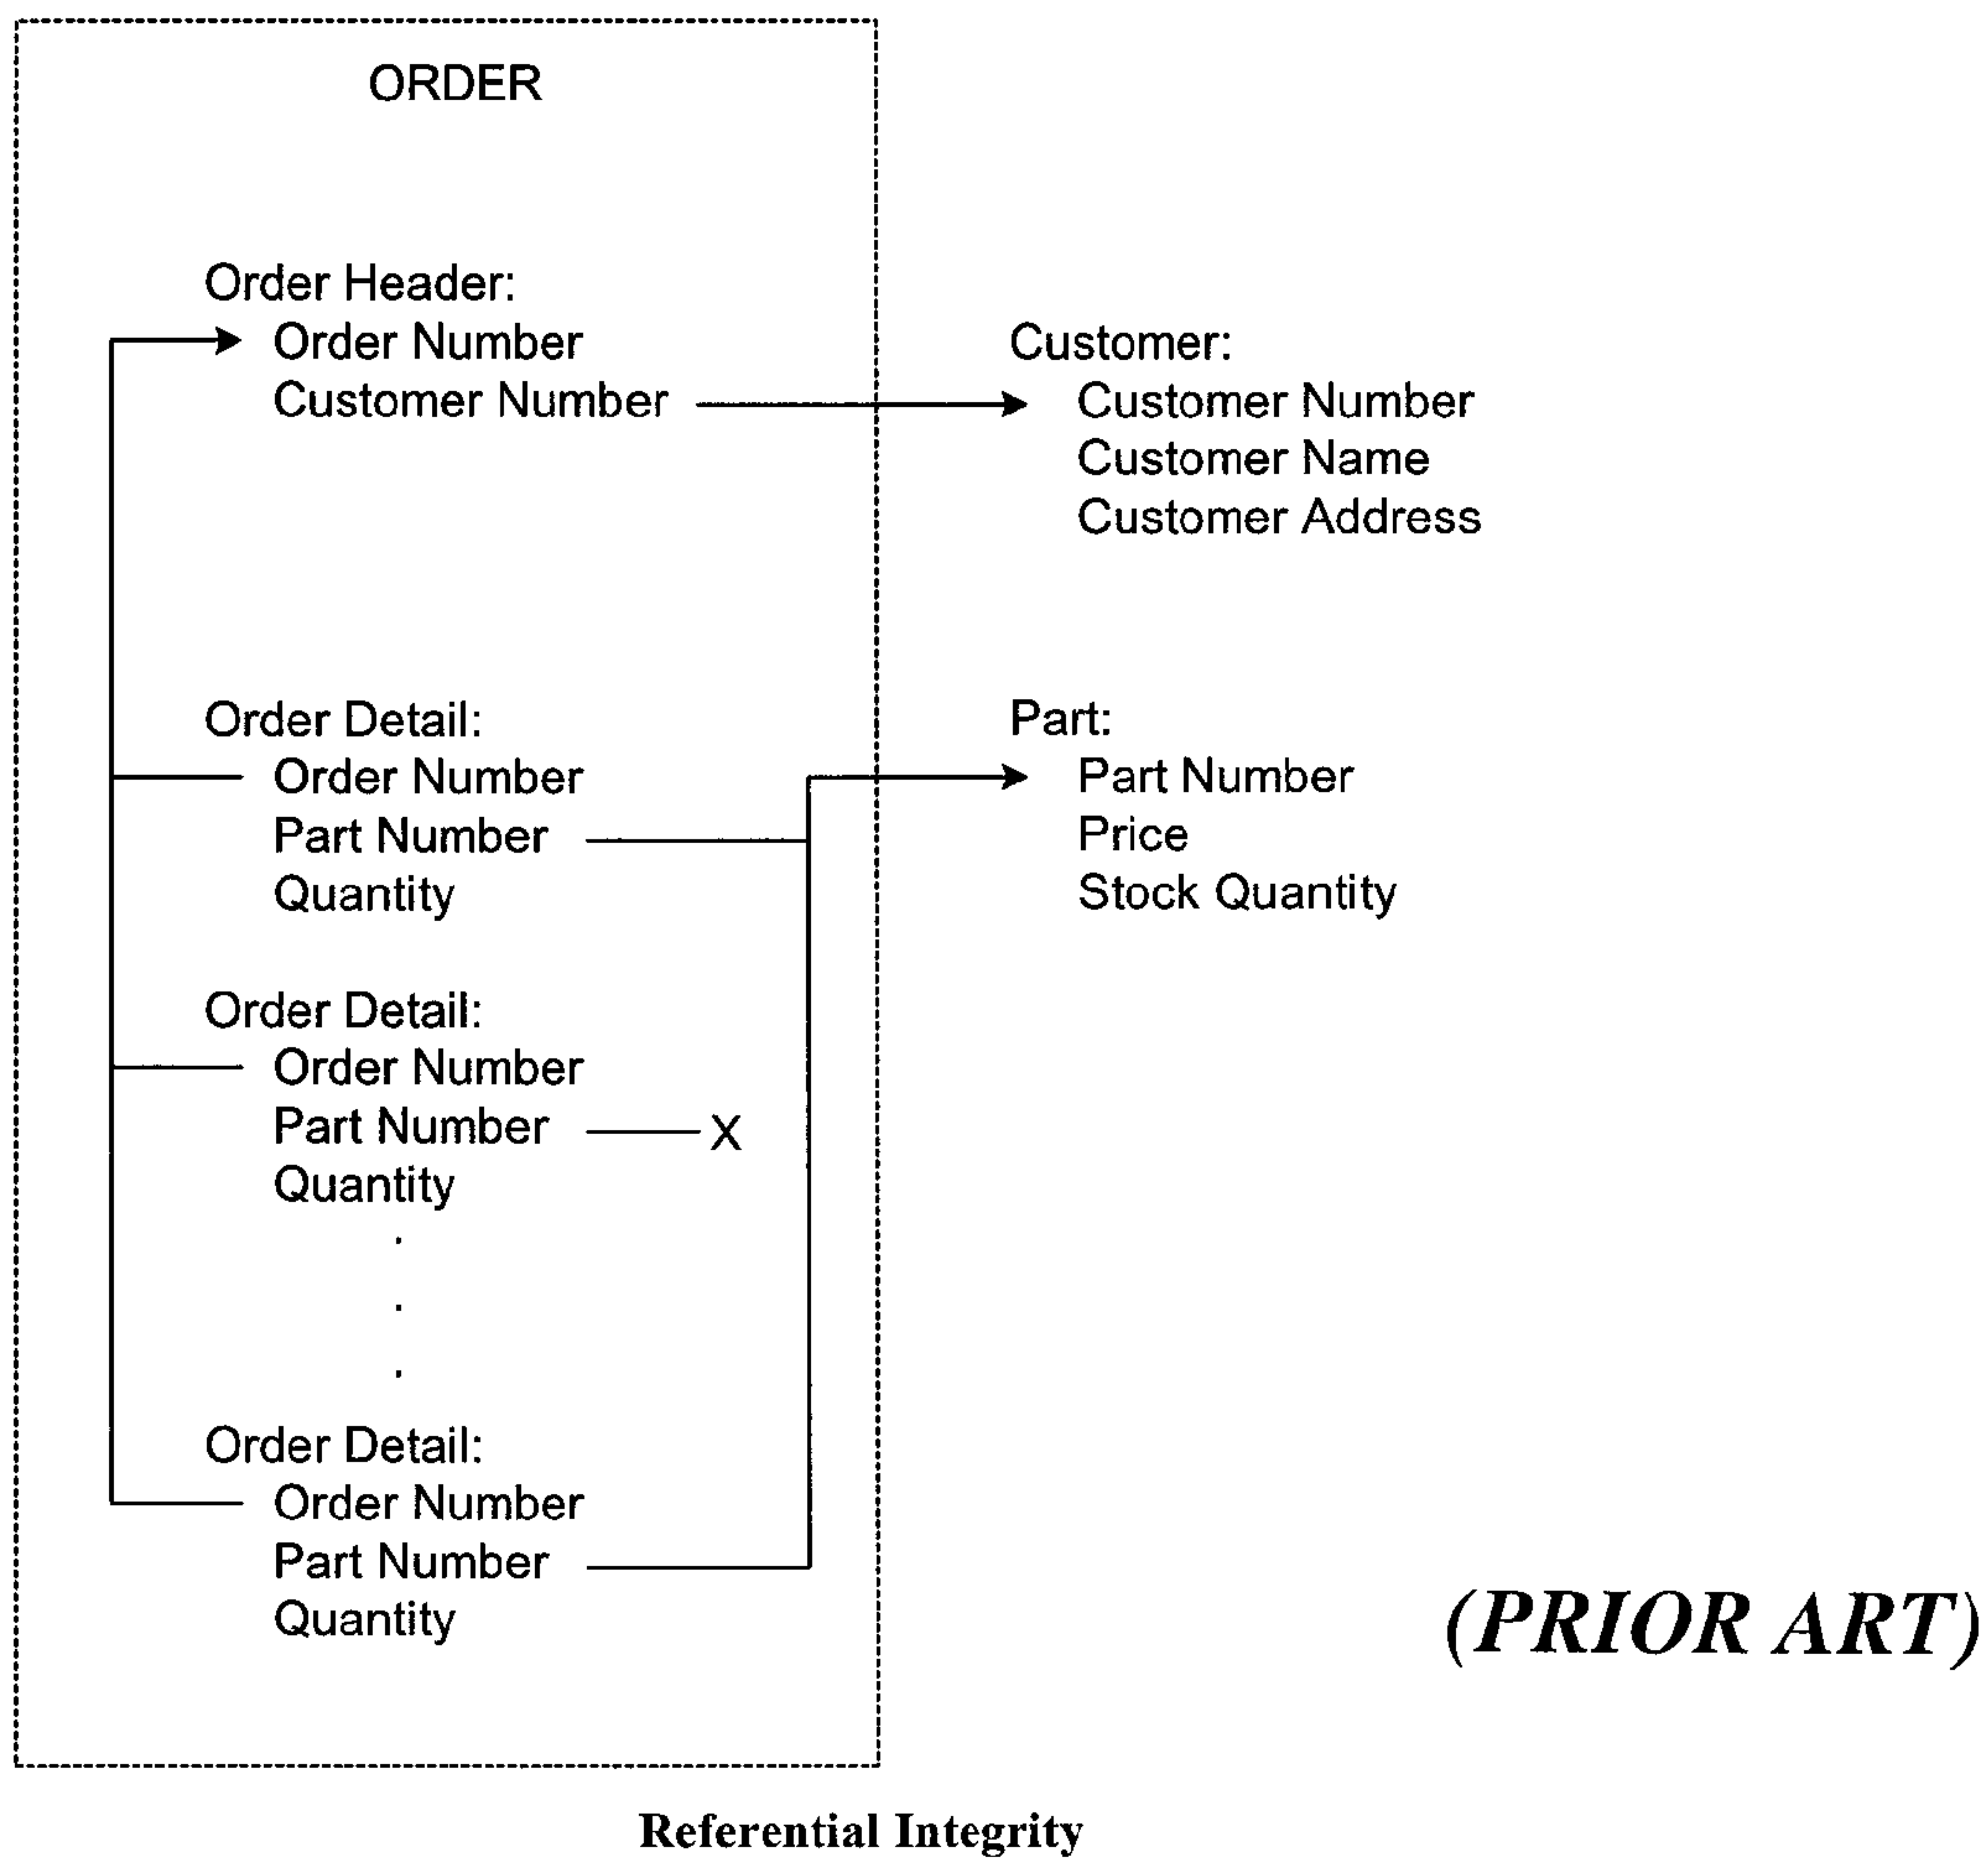 ORDER
Order Header:
Order Number
Customer Number
Customer:
Customer Number
Customer Name
Customer Address
Order Detail:
Order Number
Part Number
Quantity
Part:
Part Number
Price
Stock Quantity
Order Detail:
Order Number
Part Number
X
Quantity
.
.
.
Order Detail:
Order Number
Part Number
Quantity
(PRIOR ART)
Referential Integrity